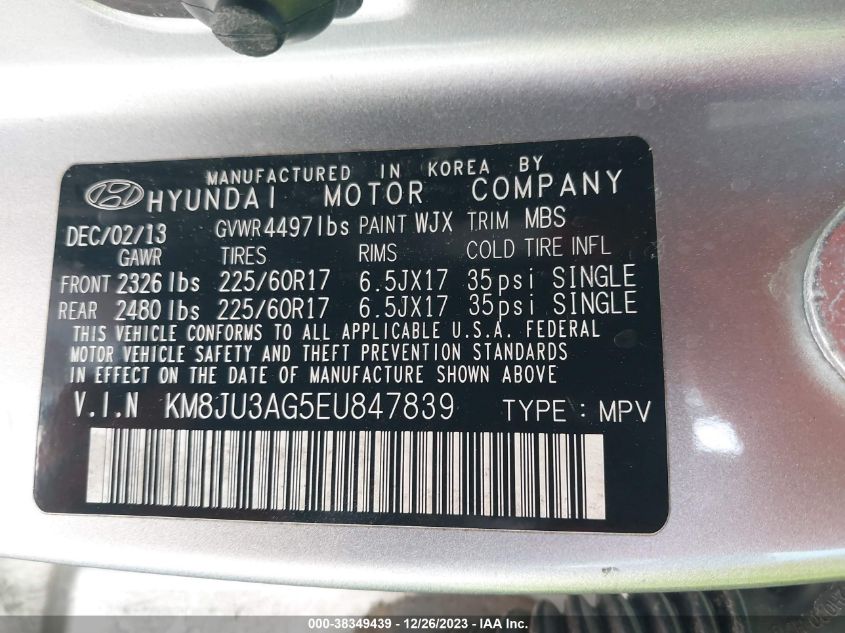 MANUFACTURED IN KOREA BY
HYUNDAI MOTOR COMPANY
DEC/02/13 GVWR 4497lbs PAINT WJX TRIM MBS
GAWR TIRES RIMS COLD TIRE INFL
FRONT 2326 lbs 225/60R17 6.5JX17 35psi SINGLE
REAR 2480 lbs 225/60R17 6.5JX17 35psi SINGLE
THIS VEHICLE CONFORMS TO ALL APPLICABLE U.S.A. FEDERAL
MOTOR VEHICLE SAFETY AND THEFT PREVENTION STANDARDS
IN EFFECT ON THE DATE OF MANUFACTURE SHOWN ABOVE
V.I.N KM8JU3AG5EU847839 TYPE : MPV
000-38349439 - 12/26/2023 - IAA Inc.